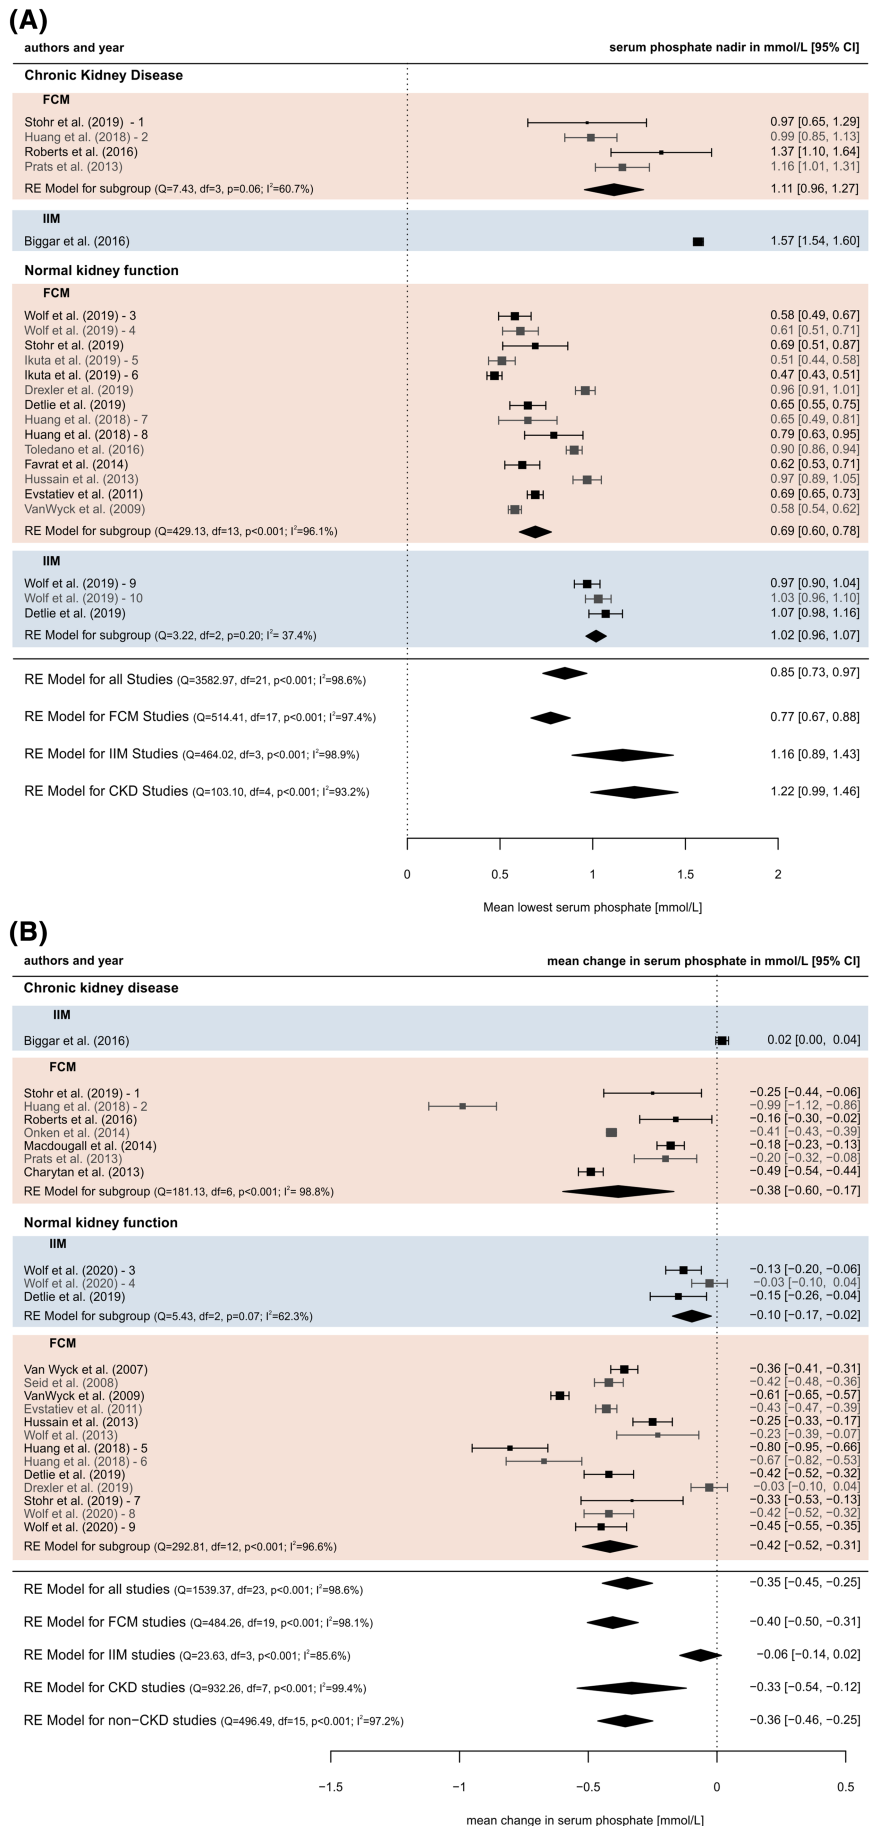 (A)
authors and year serum phosphate nadir in mmol/L [95% CI]
Chronic Kidney Disease
FCM
Stohr et al. (2019) - 1 0.97 [0.65, 1.29]
Huang et al. (2018) - 2 0.99 [0.85, 1.13]
Roberts et al. (2016) 1.37 [1.10, 1.64]
Prats et al. (2013) 1.16 [1.01, 1.31]
RE Model for subgroup (Q=7.43, df=3, p=0.06; I²=60.7%) 1.11 [0.96, 1.27]
IIM
Biggar et al. (2016) 1.57 [1.54, 1.60]
Normal kidney function
FCM
Wolf et al. (2019) - 3 0.58 [0.49, 0.67]
Wolf et al. (2019) - 4 0.61 [0.51, 0.71]
Stohr et al. (2019) 0.69 [0.51, 0.87]
Ikuta et al. (2019) - 5 0.51 [0.44, 0.58]
Ikuta et al. (2019) - 6 0.47 [0.43, 0.51]
Drexler et al. (2019) 0.96 [0.91, 1.01]
Detlie et al. (2019) 0.65 [0.55, 0.75]
Huang et al. (2018) - 7 0.65 [0.49, 0.81]
Huang et al. (2018) - 8 0.79 [0.63, 0.95]
Toledano et al. (2016) 0.90 [0.86, 0.94]
Favrat et al. (2014) 0.62 [0.53, 0.71]
Hussain et al. (2013) 0.97 [0.89, 1.05]
Evstatiev et al. (2011) 0.69 [0.65, 0.73]
VanWyck et al. (2009) 0.58 [0.54, 0.62]
RE Model for subgroup (Q=429.13, df=13, p<0.001; I²=96.1%) 0.69 [0.60, 0.78]
IIM
Wolf et al. (2019) - 9 0.97 [0.90, 1.04]
Wolf et al. (2019) - 10 1.03 [0.96, 1.10]
Detlie et al. (2019) 1.07 [0.98, 1.16]
RE Model for subgroup (Q=3.22, df=2, p=0.20; I²= 37.4%) 1.02 [0.96, 1.07]
RE Model for all Studies (Q=3582.97, df=21, p<0.001; I²=98.6%) 0.85 [0.73, 0.97]
RE Model for FCM Studies (Q=514.41, df=17, p<0.001; I²=97.4%) 0.77 [0.67, 0.88]
RE Model for IIM Studies (Q=464.02, df=3, p<0.001; I²=98.9%) 1.16 [0.89, 1.43]
RE Model for CKD Studies (Q=103.10, df=4, p<0.001; I²=93.2%) 1.22 [0.99, 1.46]
0 0.5 1 1.5 2
Mean lowest serum phosphate [mmol/L]
(B)
authors and year mean change in serum phosphate in mmol/L [95% CI]
Chronic kidney disease
IIM
Biggar et al. (2016) 0.02 [0.00, 0.04]
FCM
Stohr et al. (2019) - 1 −0.25 [−0.44, −0.06]
Huang et al. (2018) - 2 −0.99 [−1.12, −0.86]
Roberts et al. (2016) −0.16 [−0.30, −0.02]
Onken et al. (2014) −0.41 [−0.43, −0.39]
Macdougall et al. (2014) −0.18 [−0.23, −0.13]
Prats et al. (2013) −0.20 [−0.32, −0.08]
Charytan et al. (2013) −0.49 [−0.54, −0.44]
RE Model for subgroup (Q=181.13, df=6, p<0.001; I²= 98.8%) −0.38 [−0.60, −0.17]
Normal kidney function
IIM
Wolf et al. (2020) - 3 −0.13 [−0.20, −0.06]
Wolf et al. (2020) - 4 −0.03 [−0.10, 0.04]
Detlie et al. (2019) −0.15 [−0.26, −0.04]
RE Model for subgroup (Q=5.43, df=2, p=0.07; I²=62.3%) −0.10 [−0.17, −0.02]
FCM
Van Wyck et al. (2007) −0.36 [−0.41, −0.31]
Seid et al. (2008) −0.42 [−0.48, −0.36]
VanWyck et al. (2009) −0.61 [−0.65, −0.57]
Evstatiev et al. (2011) −0.43 [−0.47, −0.39]
Hussain et al. (2013) −0.25 [−0.33, −0.17]
Wolf et al. (2013) −0.23 [−0.39, −0.07]
Huang et al. (2018) - 5 −0.80 [−0.95, −0.66]
Huang et al. (2018) - 6 −0.67 [−0.82, −0.53]
Detlie et al. (2019) −0.42 [−0.52, −0.32]
Drexler et al. (2019) −0.03 [−0.10, 0.04]
Stohr et al. (2019) - 7 −0.33 [−0.53, −0.13]
Wolf et al. (2020) - 8 −0.42 [−0.52, −0.32]
Wolf et al. (2020) - 9 −0.45 [−0.55, −0.35]
RE Model for subgroup (Q=292.81, df=12, p<0.001; I²=96.6%) −0.42 [−0.52, −0.31]
RE Model for all studies (Q=1539.37, df=23, p<0.001; I²=98.6%) −0.35 [−0.45, −0.25]
RE Model for FCM studies (Q=484.26, df=19, p<0.001; I²=98.1%) −0.40 [−0.50, −0.31]
RE Model for IIM studies (Q=23.63, df=3, p<0.001; I²=85.6%) −0.06 [−0.14, 0.02]
RE Model for CKD studies (Q=932.26, df=7, p<0.001; I²=99.4%) −0.33 [−0.54, −0.12]
RE Model for non−CKD studies (Q=496.49, df=15, p<0.001; I²=97.2%) −0.36 [−0.46, −0.25]
−1.5 −1 −0.5 0 0.5
mean change in serum phosphate [mmol/L]